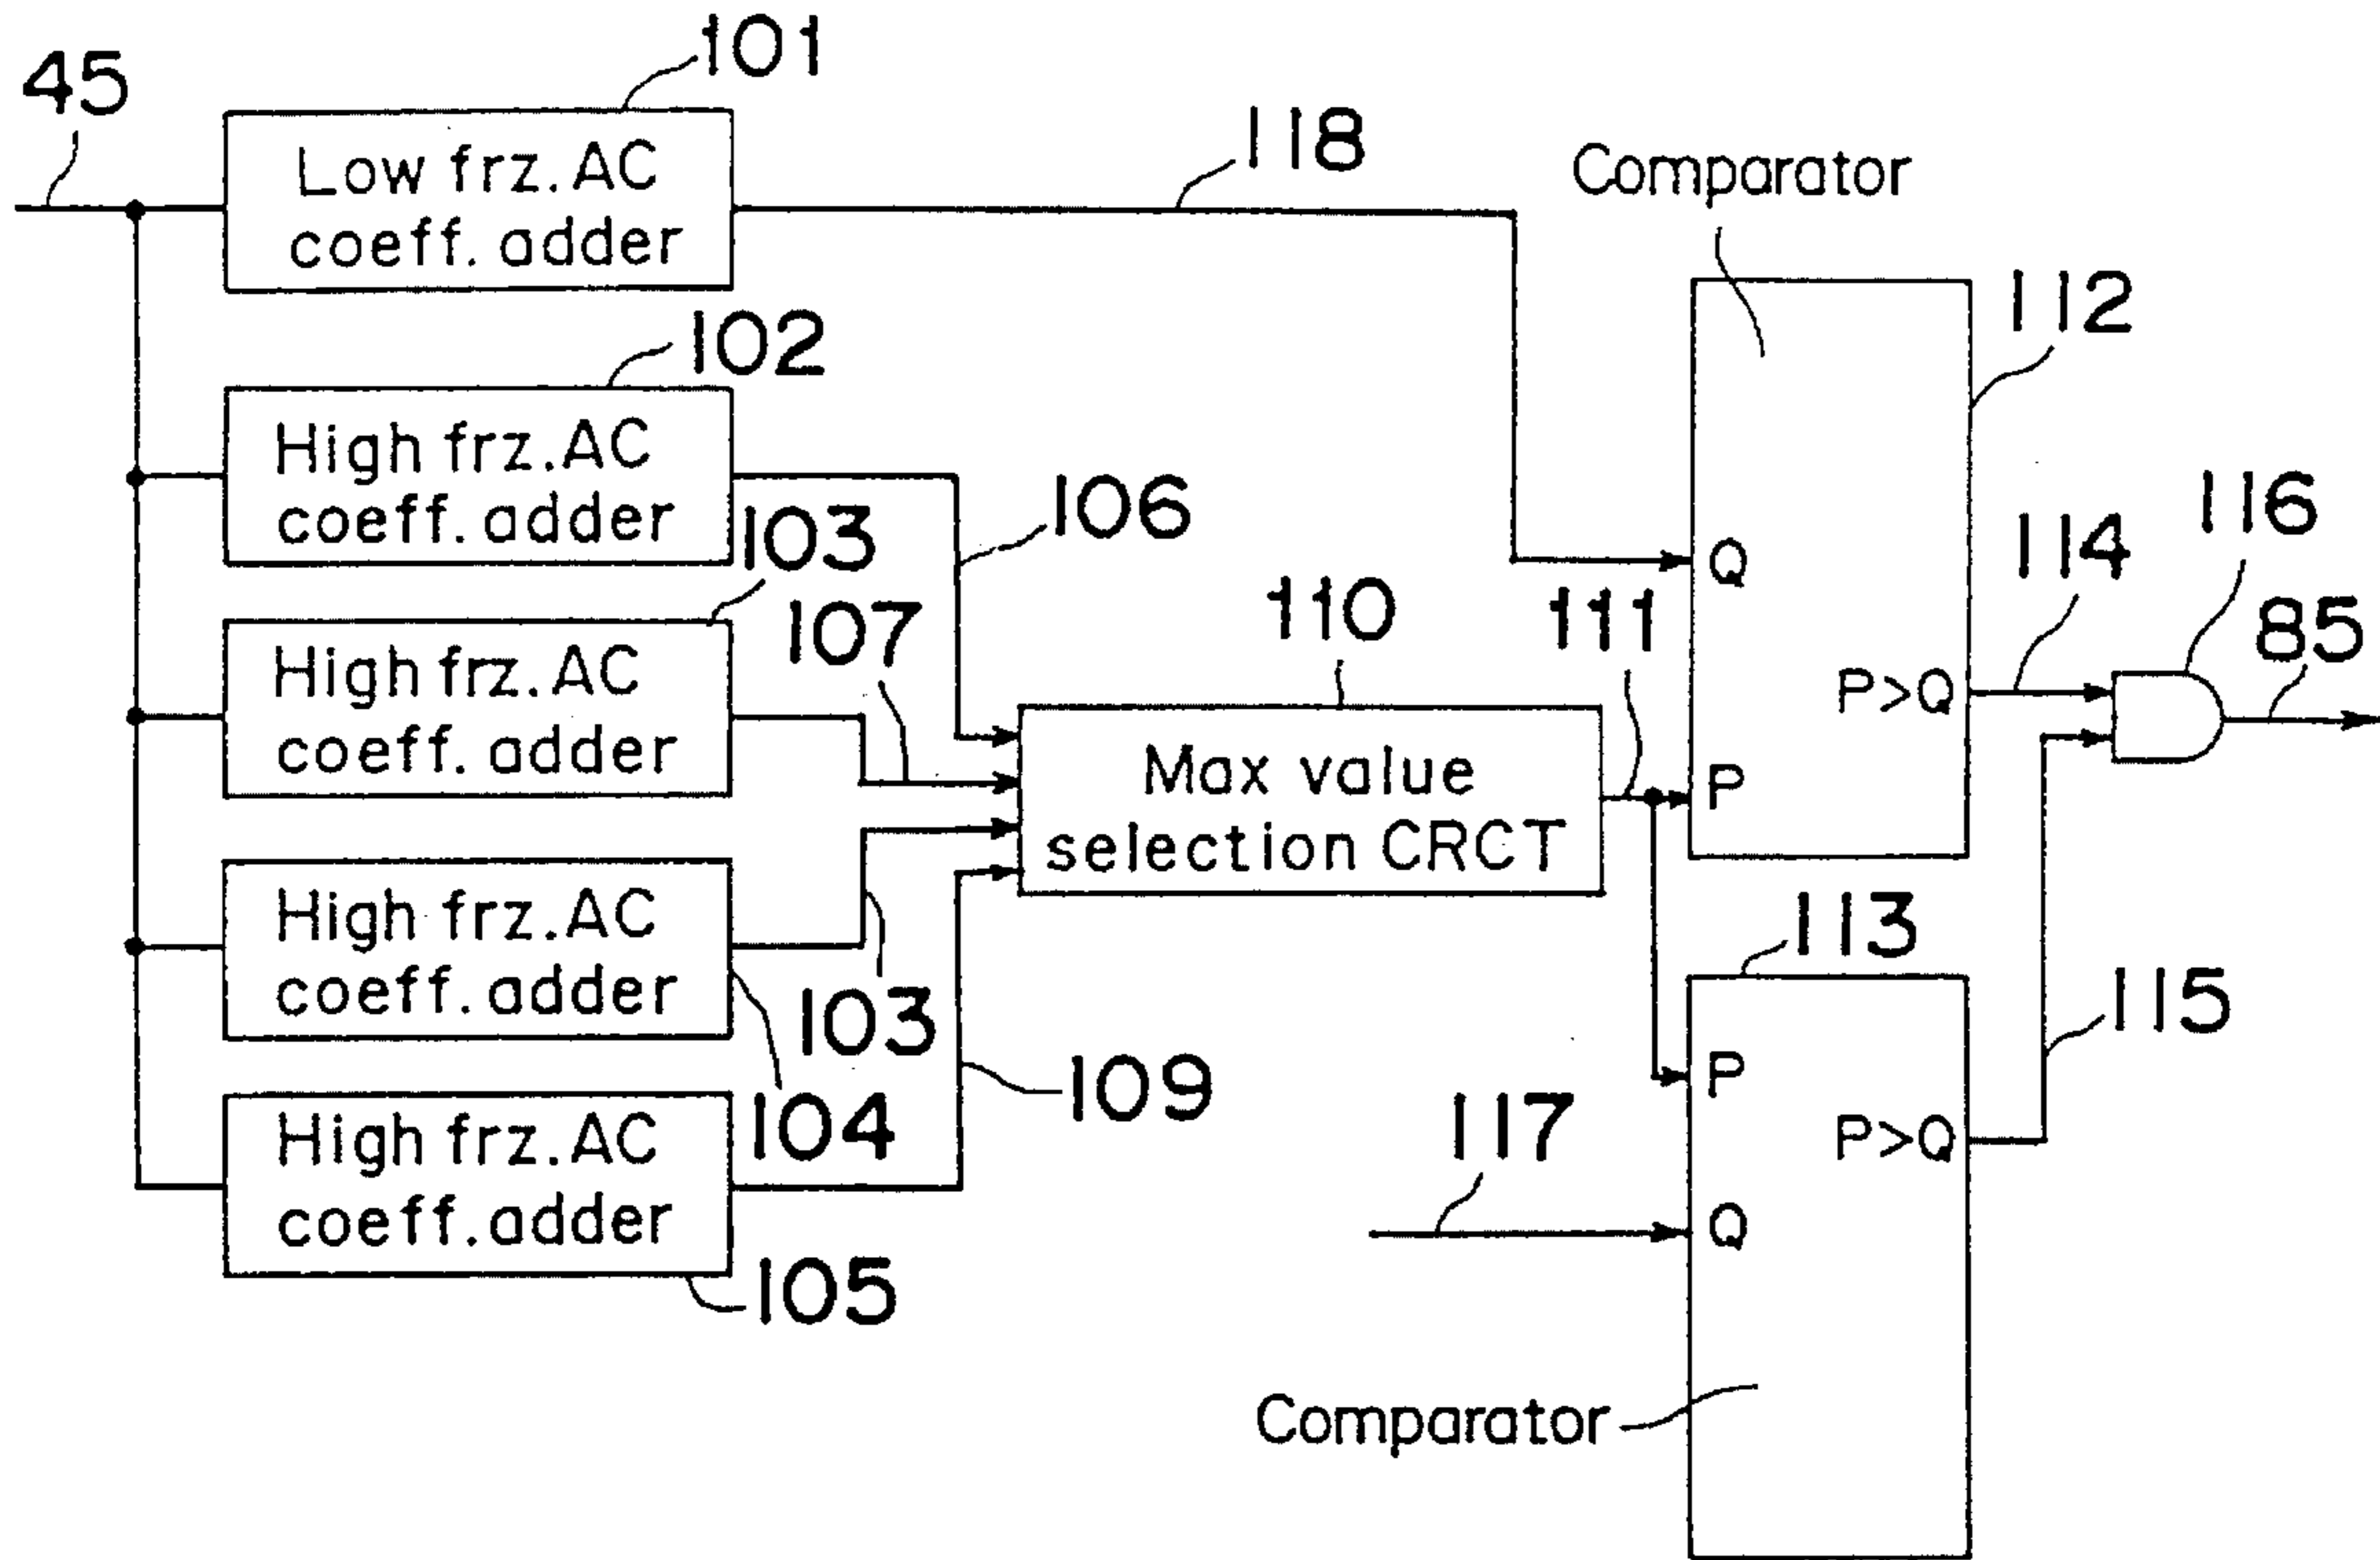 45
101
Low frz. AC
coeff. adder
118
Comparator
112
102
High frz. AC
coeff. adder
103
106
Q
114
116
85
High frz. AC
coeff. adder
107
110
111
P>Q
Max value
selection CRCT
P
High frz. AC
coeff. adder
103
104
109
113
P
115
High frz. AC
coeff. adder
105
117
P>Q
Q
Comparator